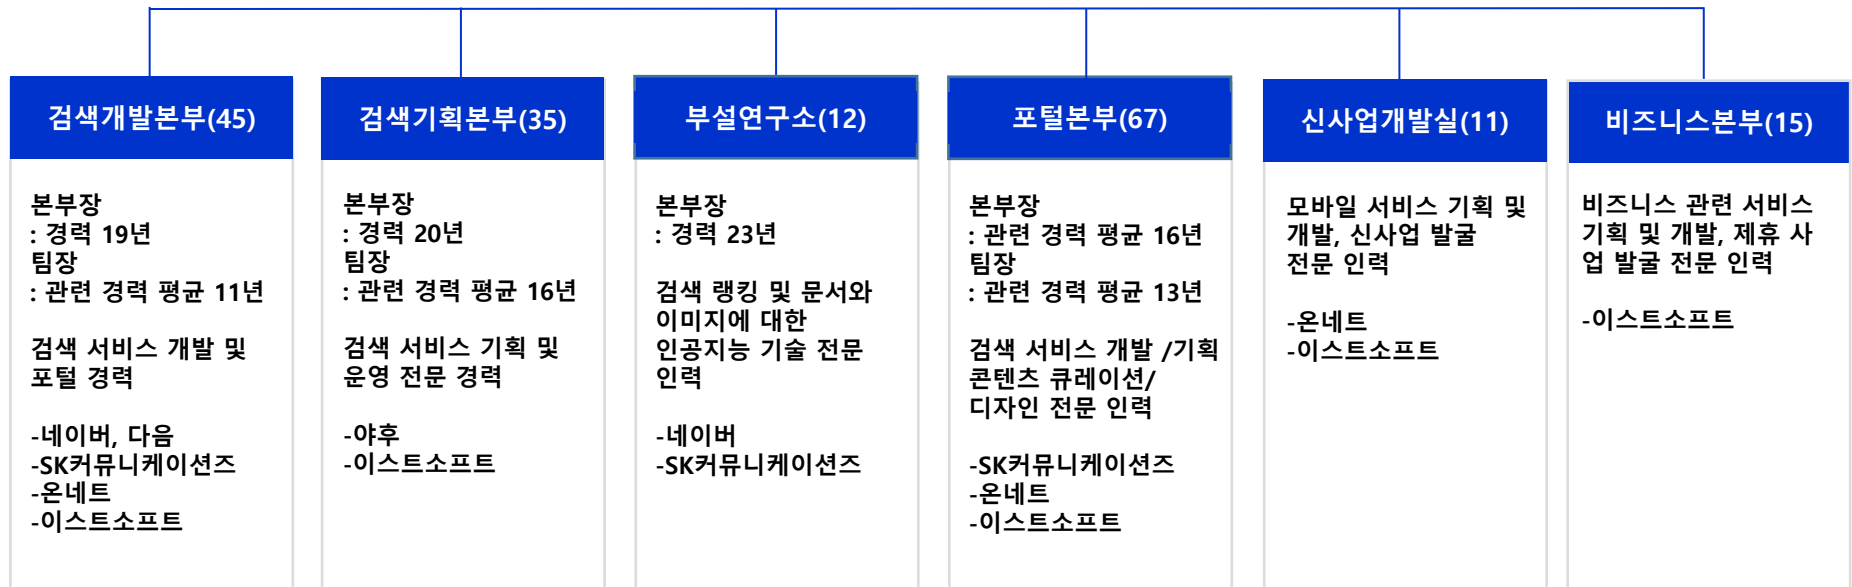 검색개발본부(45)
본부장
: 경력 19년
팀장
: 관련 경력 평균 11년
검색 서비스 개발 및
포털 경력
-네이버, 다음
-SK커뮤니케이션즈
-온네트
-이스트소프트
검색기획본부(35)
본부장
: 경력 20년
팀장
: 관련 경력 평균 16년
검색 서비스 기획 및
운영 전문 경력
-야후
-이스트소프트
부설연구소(12)
본부장
: 경력 23년
검색 랭킹 및 문서와
이미지에 대한
인공지능 기술 전문
인력
-네이버
-SK커뮤니케이션즈
포털본부(67)
본부장
: 관련 경력 평균 16년
팀장
: 관련 경력 평균 13년
검색 서비스 개발 /기획
콘텐츠 큐레이션/
디자인 전문 인력
-SK커뮤니케이션즈
-온네트
-이스트소프트
신사업개발실(11)
모바일 서비스 기획 및
개발, 신사업 발굴
전문 인력
-온네트
-이스트소프트
비즈니스본부(15)
비즈니스 관련 서비스
기획 및 개발, 제휴 사
업 발굴 전문 인력
-이스트소프트